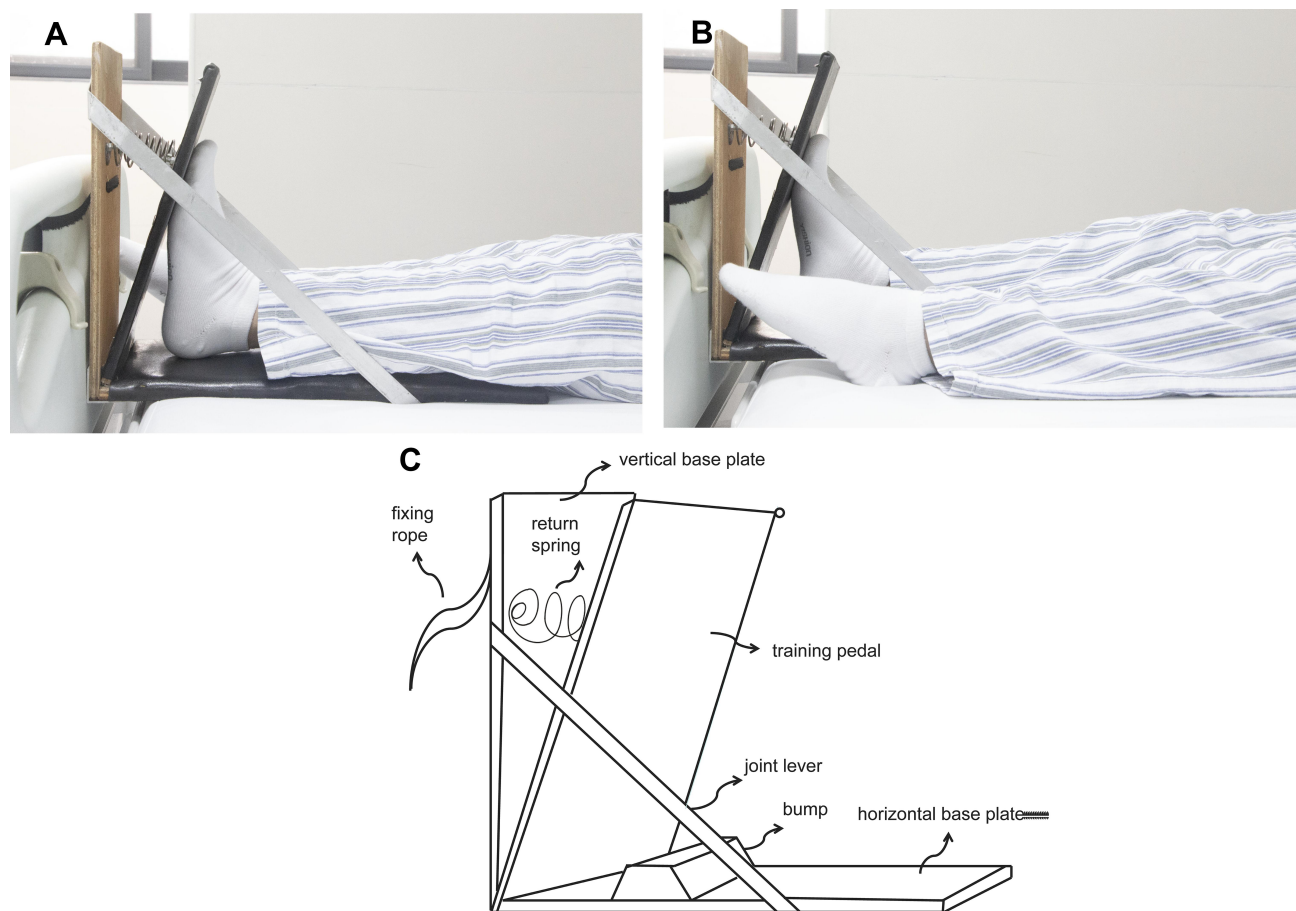 A
B
C
vertical base plate
fixing
rope
return
spring
training pedal
joint lever
bump
horizontal base plate